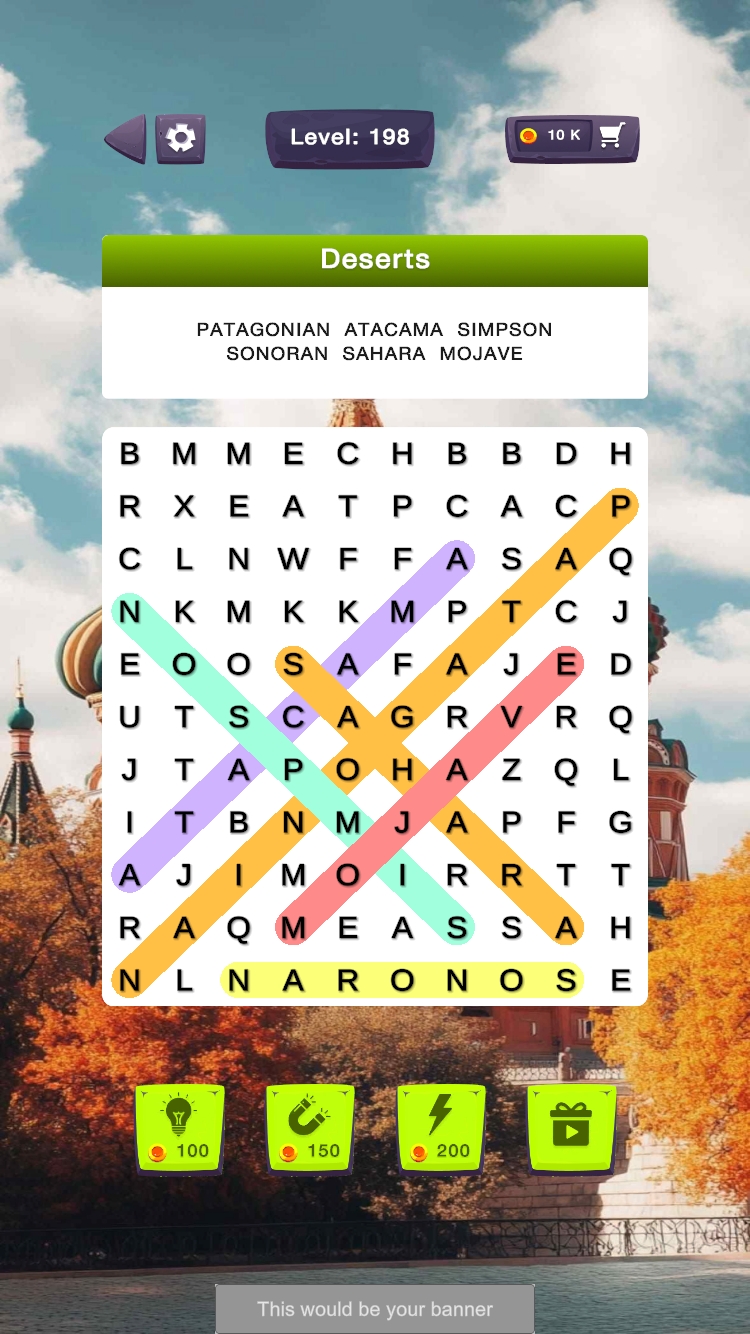 Level: 198
10 K
Deserts
PATAGONIAN ATACAMA SIMPSON
SONORAN SAHARA MOJAVE
B M M E C H B B D H
R X E A T P C A C P
C L N W F F A S A Q
N K M K K M P T C J
E O O S A F A J E D
U T S C A G R V R Q
J T A P O H A Z Q L
I T B N M J A P F G
A J I M O I R R T T
R A Q M E A S S A H
N L N A R O N O S E
100 150 200
This would be your banner